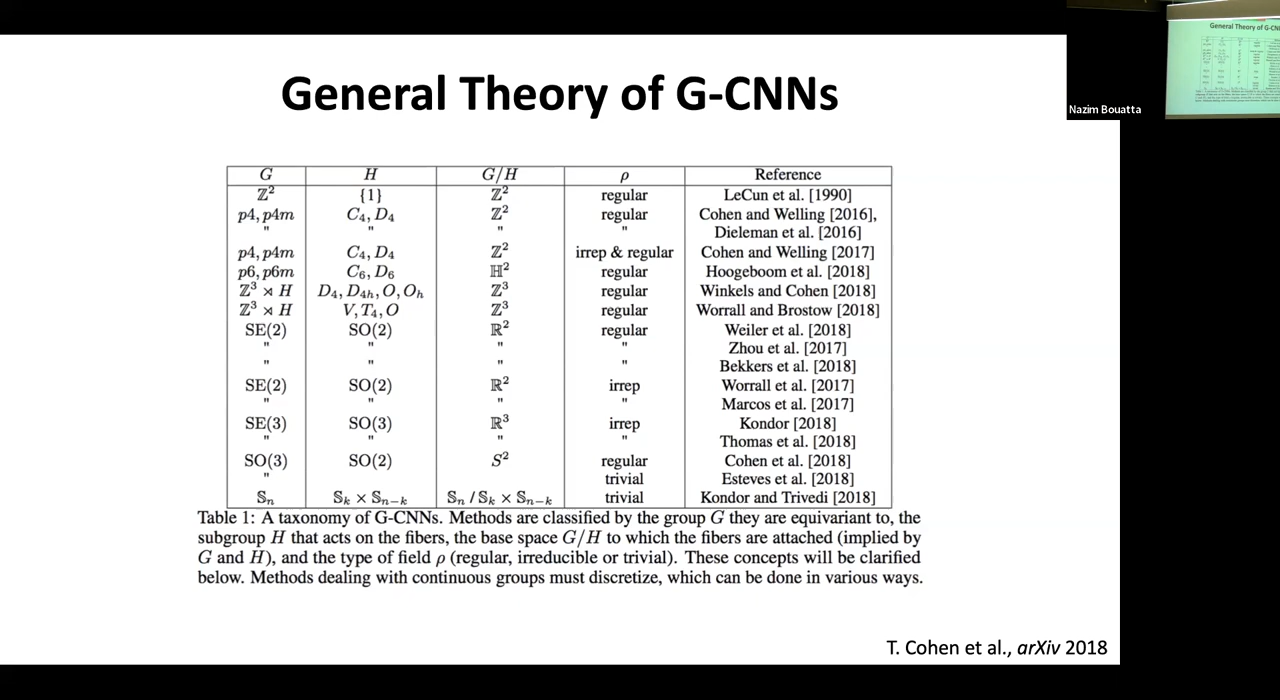 General Theory of G-CNNs
G H G/H ρ Reference
ℤ² {1} ℤ² regular LeCun et al. [1990]
p4, p4m C₄, D₄ ℤ² regular Cohen and Welling [2016],
" " " " Dieleman et al. [2016]
p4, p4m C₄, D₄ ℤ² irrep & regular Cohen and Welling [2017]
p6, p6m C₆, D₆ ℍ² regular Hoogeboom et al. [2018]
ℤ³ ⋊ H D₄, D₄ₕ, O, Oₕ ℤ³ regular Winkels and Cohen [2018]
ℤ³ ⋊ H V, T₄, O ℤ³ regular Worrall and Brostow [2018]
SE(2) SO(2) ℝ² regular Weiler et al. [2018]
" " " " Zhou et al. [2017]
" " " " Bekkers et al. [2018]
SE(2) SO(2) ℝ² irrep Worrall et al. [2017]
" " " " Marcos et al. [2017]
SE(3) SO(3) ℝ³ irrep Kondor [2018]
" " " " Thomas et al. [2018]
SO(3) SO(2) S² regular Cohen et al. [2018]
" " " trivial Esteves et al. [2018]
𝕊ₙ 𝕊ₖ × 𝕊ₙ₋ₖ 𝕊ₙ / 𝕊ₖ × 𝕊ₙ₋ₖ trivial Kondor and Trivedi [2018]
Table 1: A taxonomy of G-CNNs. Methods are classified by the group G they are equivariant to, the
subgroup H that acts on the fibers, the base space G/H to which the fibers are attached (implied by
G and H), and the type of field ρ (regular, irreducible or trivial). These concepts will be clarified
below. Methods dealing with continuous groups must discretize, which can be done in various ways.
T. Cohen et al., arXiv 2018
Nazim Bouatta
General Theory of G-CN